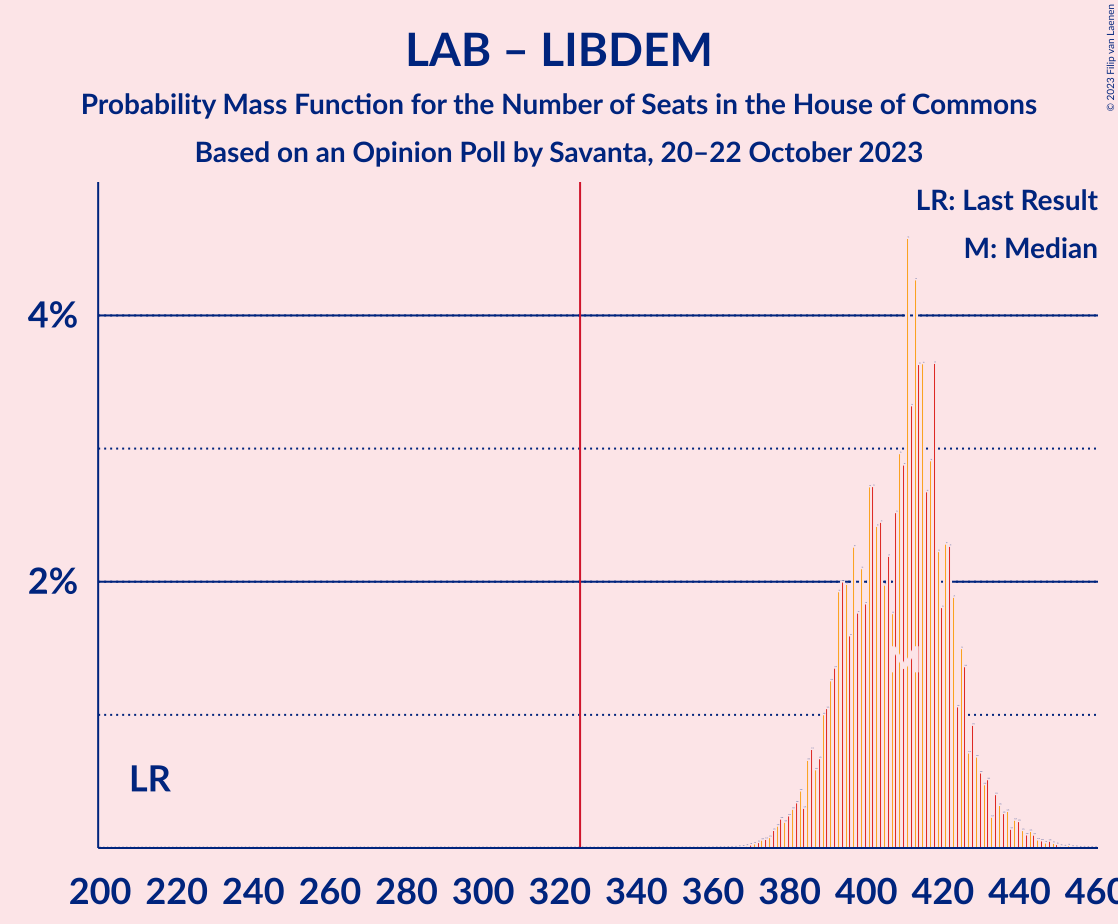 LAB – LIBDEM
Probability Mass Function for the Number of Seats in the House of Commons
Based on an Opinion Poll by Savanta, 20–22 October 2023
© 2023 Filip van Laenen
LR: Last Result
M: Median
4%
2%
M
LR
200 220 240 260 280 300 320 340 360 380 400 420 440 460